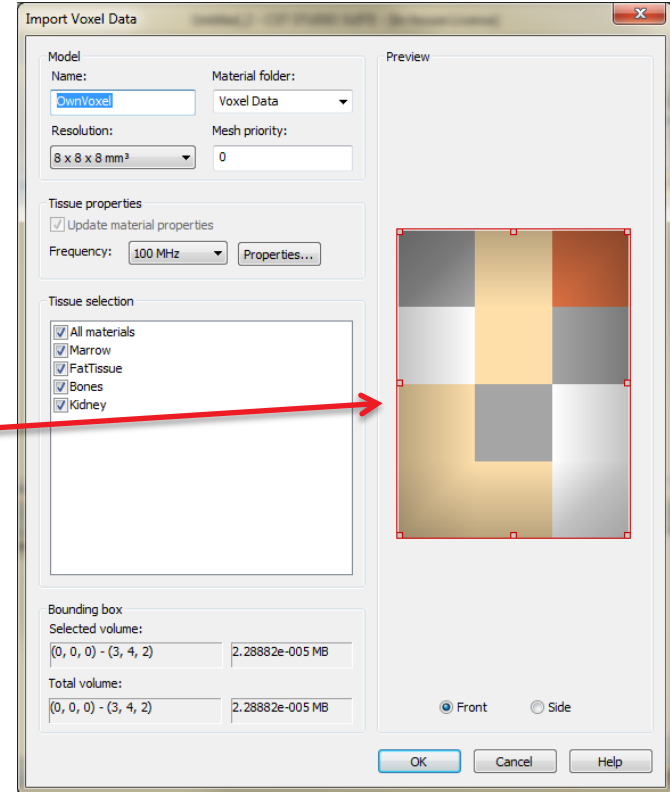 Import Voxel Data
Model
Name:
Material folder:
OwnVoxel
Voxel Data
Resolution:
Mesh priority:
8 x 8 x 8 mm³
0
Tissue properties
Update material properties
Frequency:
100 MHz
Properties...
Tissue selection
All materials
Marrow
FatTissue
Bones
Kidney
Bounding box
Selected volume:
(0, 0, 0) - (3, 4, 2)
2.28882e-005 MB
Total volume:
(0, 0, 0) - (3, 4, 2)
2.28882e-005 MB
Preview
Front
Side
OK
Cancel
Help